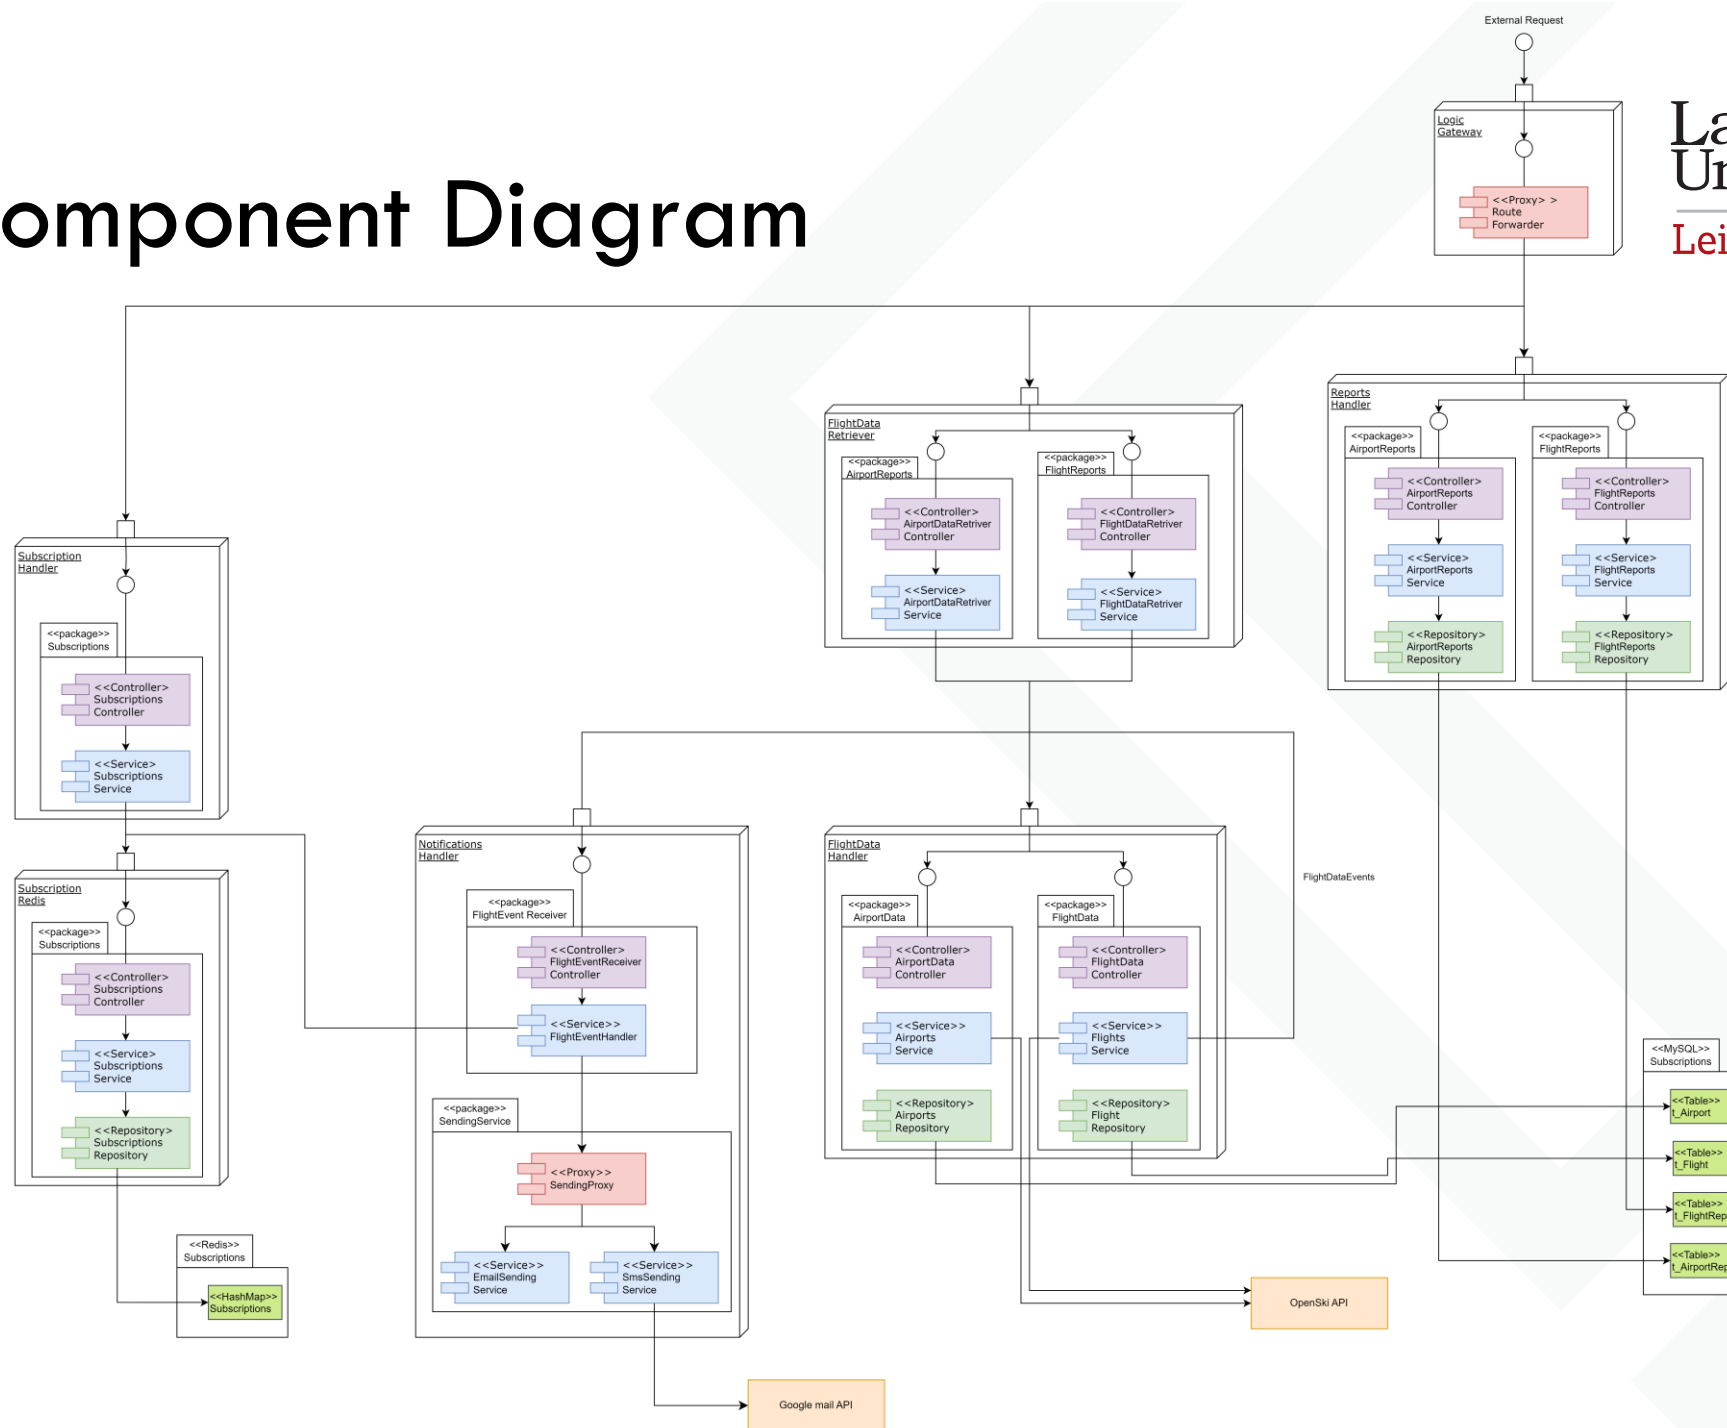 External Request
Logic
Gateway
<<Proxy> >
Route
Forwarder
omponent Diagram
Reports
Handler
<<package>>
AirportReports
<<Controller>
AirportReports
Controller
<<Service>
AirportReports
Service
<<Repository>
AirportReports
Repository
<<package>>
FlightReports
<<Controller>
FlightReports
Controller
<<Service>
FlightReports
Service
<<Repository>
FlightReports
Repository
FlightData
Retriever
<<package>>
AirportReports
<<Controller>
AirportDataRetriver
Controller
<<Service>
AirportDataRetriver
Service
<<package>>
FlightReports
<<Controller>
FlightDataRetriver
Controller
<<Service>
FlightDataRetriver
Service
Subscription
Handler
<<package>>
Subscriptions
<<Controller>
Subscriptions
Controller
<<Service>
Subscriptions
Service
Subscription
Redis
<<package>>
Subscriptions
<<Controller>
Subscriptions
Controller
<<Service>
Subscriptions
Service
<<Repository>
Subscriptions
Repository
<<Redis>>
Subscriptions
<<HashMap>>
Subscriptions
Notifications
Handler
<<package>>
FlightEvent Receiver
<<Controller>
FlightEventReceiver
Controller
<<Service>>
FlightEventHandler
<<package>>
SendingService
<<Proxy>>
SendingProxy
<<Service>>
EmailSending
Service
<<Service>>
SmsSending
Service
Google mail API
FlightData
Handler
<<package>>
AirportData
<<Controller>
AirportData
Controller
<<Service>>
Airports
Service
<<Repository>
Airports
Repository
<<package>>
FlightData
<<Controller>
FlightData
Controller
<<Service>>
Flights
Service
<<Repository>
Flight
Repository
FlightDataEvents
OpenSki API
<<MySQL>>
Subscriptions
<<Table>>
t_Airport
<<Table>>
t_Flight
<<Table>>
t_FlightRep
<<Table>>
t_AirportRep